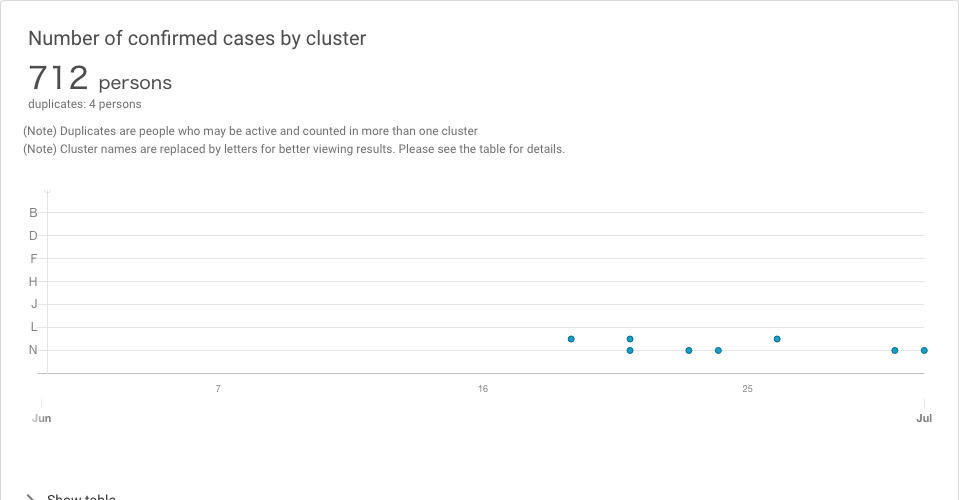 Number of confirmed cases by cluster
712 persons
duplicates: 4 persons
(Note) Duplicates are people who may be active and counted in more than one cluster
(Note) Cluster names are replaced by letters for better viewing results. Please see the table for details.
B
D
F
H
J
L
N
7 16 25
Jun Jul
Show table